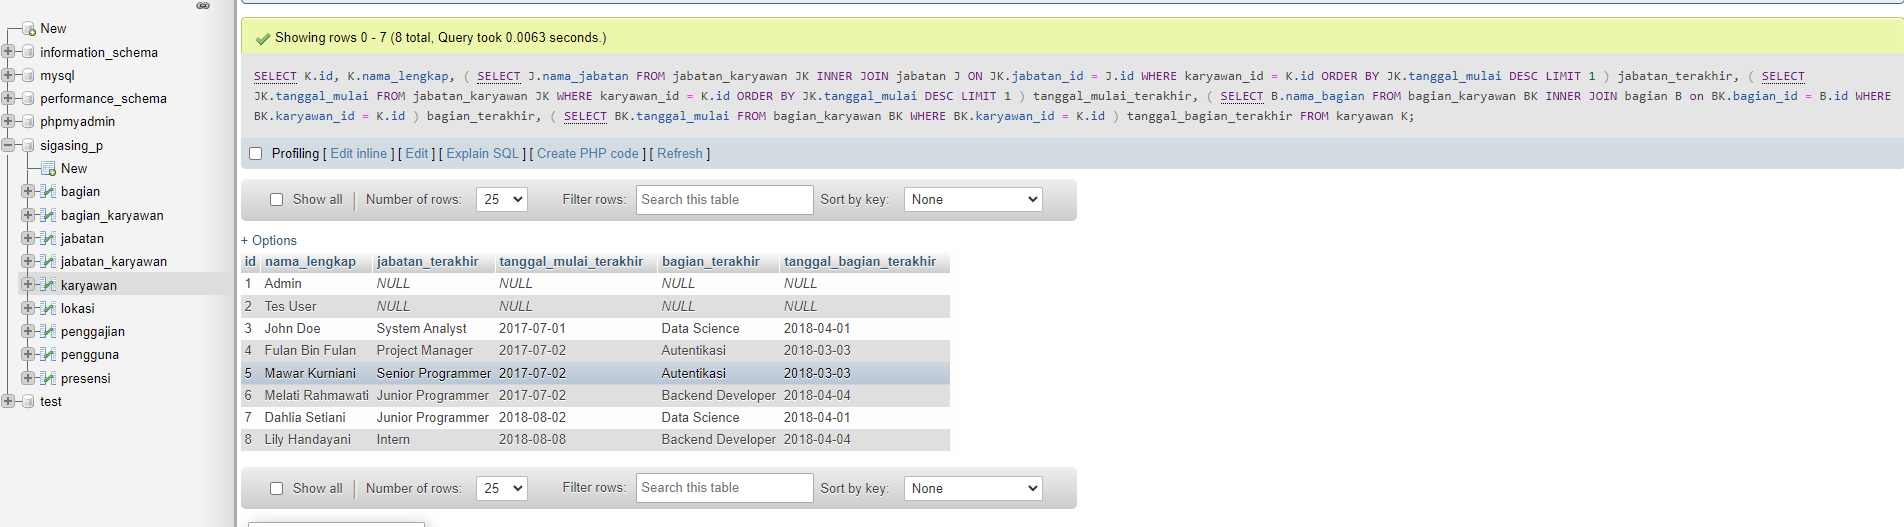 New
information_schema
mysql
performance_schema
phpmyadmin
sigasing_p
New
bagian
bagian_karyawan
jabatan
jabatan_karyawan
karyawan
lokasi
penggajian
pengguna
presensi
test
Showing rows 0 - 7 (8 total, Query took 0.0063 seconds.)
SELECT K.id, K.nama_lengkap, ( SELECT J.nama_jabatan FROM jabatan_karyawan JK INNER JOIN jabatan J ON JK.jabatan_id = J.id WHERE karyawan_id = K.id ORDER BY JK.tanggal_mulai DESC LIMIT 1 ) jabatan_terakhir, ( SELECT
JK.tanggal_mulai FROM jabatan_karyawan JK WHERE karyawan_id = K.id ORDER BY JK.tanggal_mulai DESC LIMIT 1 ) tanggal_mulai_terakhir, ( SELECT B.nama_bagian FROM bagian_karyawan BK INNER JOIN bagian B on BK.bagian_id = B.id WHERE
BK.karyawan_id = K.id ) bagian_terakhir, ( SELECT BK.tanggal_mulai FROM bagian_karyawan BK WHERE BK.karyawan_id = K.id ) tanggal_bagian_terakhir FROM karyawan K;
Profiling [ Edit inline ] [ Edit ] [ Explain SQL ] [ Create PHP code ] [ Refresh ]
Show all Number of rows: 25 Filter rows: Search this table Sort by key: None
+ Options
id nama_lengkap jabatan_terakhir tanggal_mulai_terakhir bagian_terakhir tanggal_bagian_terakhir
1 Admin NULL NULL NULL NULL
2 Tes User NULL NULL NULL NULL
3 John Doe System Analyst 2017-07-01 Data Science 2018-04-01
4 Fulan Bin Fulan Project Manager 2017-07-02 Autentikasi 2018-03-03
5 Mawar Kurniani Senior Programmer 2017-07-02 Autentikasi 2018-03-03
6 Melati Rahmawati Junior Programmer 2017-07-02 Backend Developer 2018-04-04
7 Dahlia Setiani Junior Programmer 2018-08-02 Data Science 2018-04-01
8 Lily Handayani Intern 2018-08-08 Backend Developer 2018-04-04
Show all Number of rows: 25 Filter rows: Search this table Sort by key: None